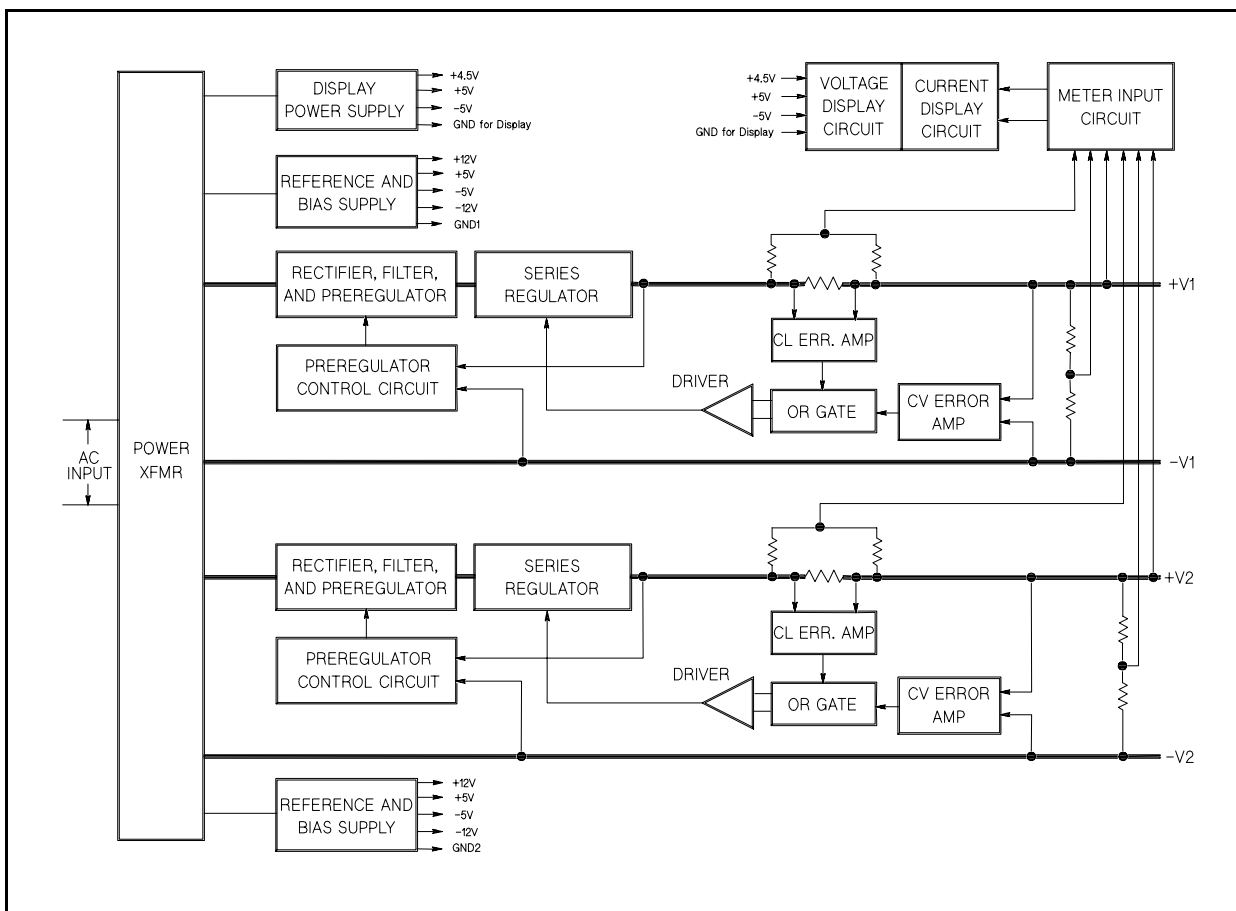 DISPLAY
POWER SUPPLY
+4.5V
+5V
-5V
GND for Display
+4.5V
+5V
-5V
GND for Display
VOLTAGE
DISPLAY
CIRCUIT
CURRENT
DISPLAY
CIRCUIT
METER INPUT
CIRCUIT
REFERENCE AND
BIAS SUPPLY
+12V
+5V
-5V
-12V
GND1
RECTIFIER, FILTER,
AND PREREGULATOR
SERIES
REGULATOR
+V1
CL ERR. AMP
PREREGULATOR
CONTROL CIRCUIT
DRIVER
OR GATE
CV ERROR
AMP
AC
INPUT
POWER
XFMR
-V1
RECTIFIER, FILTER,
AND PREREGULATOR
SERIES
REGULATOR
+V2
CL ERR. AMP
PREREGULATOR
CONTROL CIRCUIT
DRIVER
OR GATE
CV ERROR
AMP
-V2
REFERENCE AND
BIAS SUPPLY
+12V
+5V
-5V
-12V
GND2